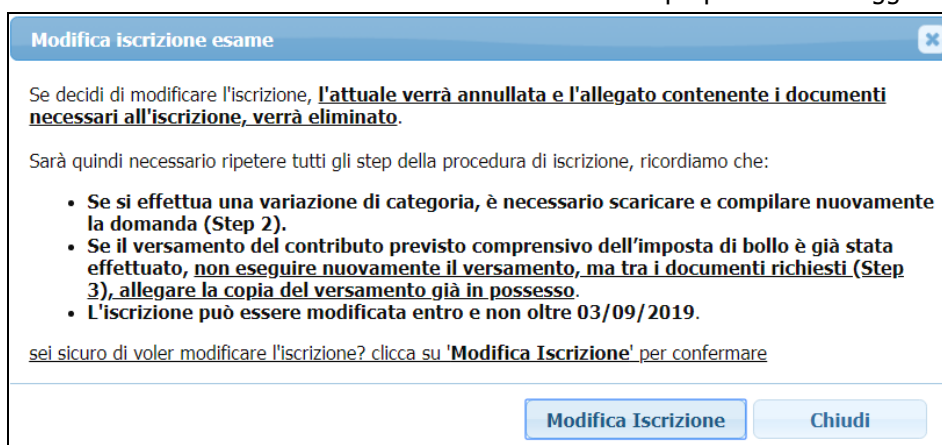 Modifica iscrizione esame
Se decidi di modificare l'iscrizione, l'attuale verrà annullata e l'allegato contenente i documenti
necessari all'iscrizione, verrà eliminato.
Sarà quindi necessario ripetere tutti gli step della procedura di iscrizione, ricordiamo che:
• Se si effettua una variazione di categoria, è necessario scaricare e compilare nuovamente
la domanda (Step 2).
• Se il versamento del contributo previsto comprensivo dell’imposta di bollo è già stata
effettuato, non eseguire nuovamente il versamento, ma tra i documenti richiesti (Step
3), allegare la copia del versamento già in possesso.
• L'iscrizione può essere modificata entro e non oltre 03/09/2019.
sei sicuro di voler modificare l'iscrizione? clicca su 'Modifica Iscrizione' per confermare
Modifica Iscrizione Chiudi